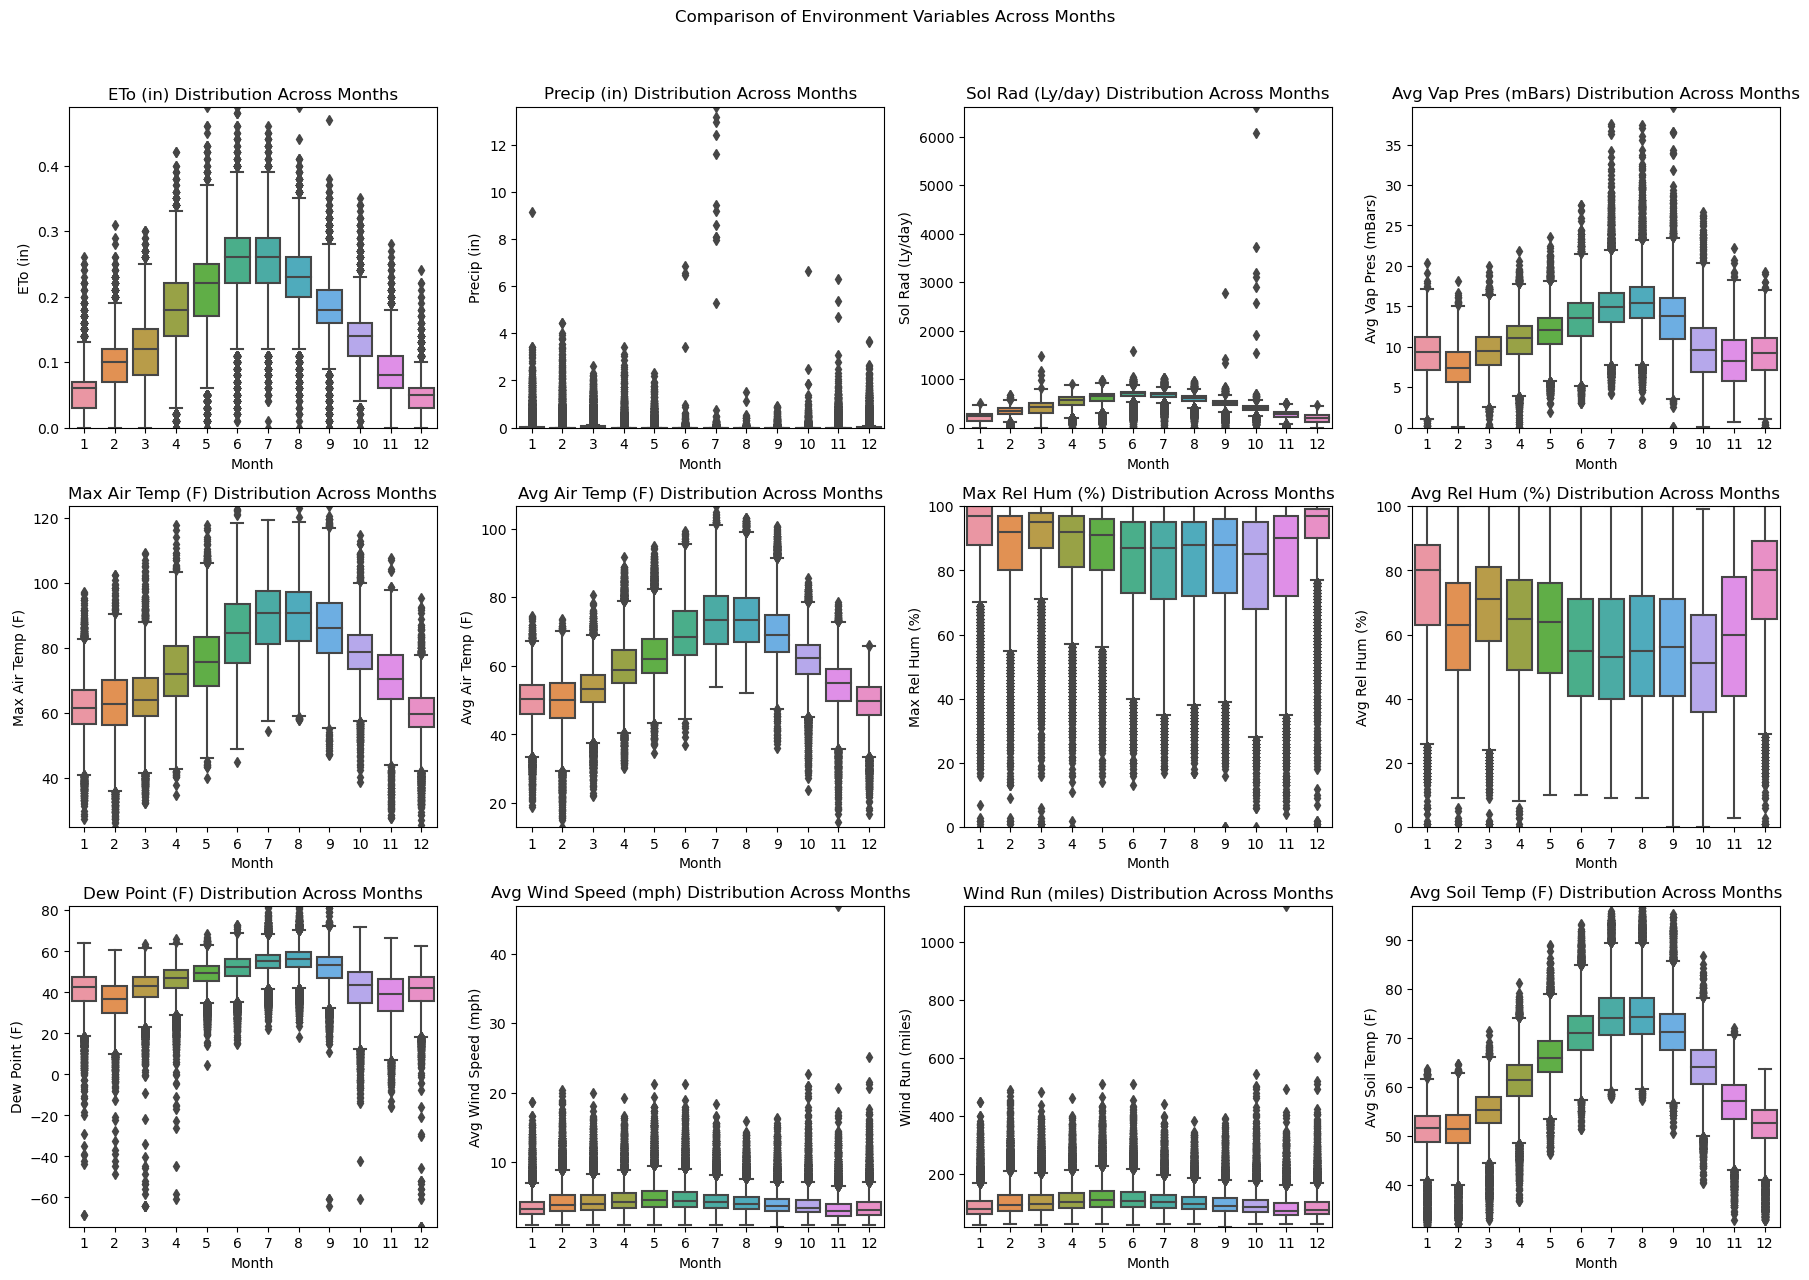 Comparison of Environment Variables Across Months
ETo (in) Distribution Across Months
ETo (in)
0.4
0.3
0.2
0.1
0.0
1 2 3 4 5 6 7 8 9 10 11 12
Month
Precip (in) Distribution Across Months
Precip (in)
12
10
8
6
4
2
0
1 2 3 4 5 6 7 8 9 10 11 12
Month
Sol Rad (Ly/day) Distribution Across Months
Sol Rad (Ly/day)
6000
5000
4000
3000
2000
1000
0
1 2 3 4 5 6 7 8 9 10 11 12
Month
Avg Vap Pres (mBars) Distribution Across Months
Avg Vap Pres (mBars)
35
30
25
20
15
10
5
0
1 2 3 4 5 6 7 8 9 10 11 12
Month
Max Air Temp (F) Distribution Across Months
Max Air Temp (F)
120
100
80
60
40
1 2 3 4 5 6 7 8 9 10 11 12
Month
Avg Air Temp (F) Distribution Across Months
Avg Air Temp (F)
100
80
60
40
20
1 2 3 4 5 6 7 8 9 10 11 12
Month
Max Rel Hum (%) Distribution Across Months
Max Rel Hum (%)
100
80
60
40
20
0
1 2 3 4 5 6 7 8 9 10 11 12
Month
Avg Rel Hum (%) Distribution Across Months
Avg Rel Hum (%)
100
80
60
40
20
0
1 2 3 4 5 6 7 8 9 10 11 12
Month
Dew Point (F) Distribution Across Months
Dew Point (F)
80
60
40
20
0
−20
−40
−60
1 2 3 4 5 6 7 8 9 10 11 12
Month
Avg Wind Speed (mph) Distribution Across Months
Avg Wind Speed (mph)
40
30
20
10
1 2 3 4 5 6 7 8 9 10 11 12
Month
Wind Run (miles) Distribution Across Months
Wind Run (miles)
1000
800
600
400
200
1 2 3 4 5 6 7 8 9 10 11 12
Month
Avg Soil Temp (F) Distribution Across Months
Avg Soil Temp (F)
90
80
70
60
50
40
1 2 3 4 5 6 7 8 9 10 11 12
Month